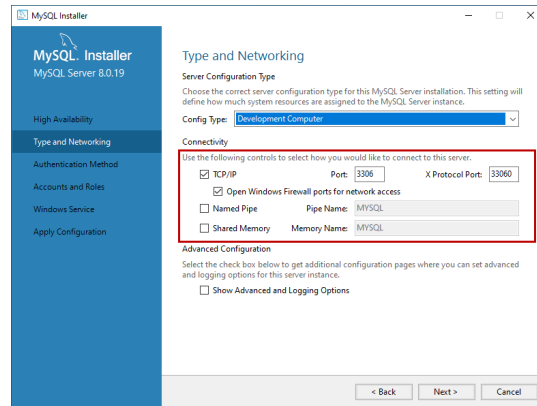 MySQL Installer
MySQL. Installer
MySQL Server 8.0.19
High Availability
Type and Networking
Authentication Method
Accounts and Roles
Windows Service
Apply Configuration
Type and Networking
Server Configuration Type
Choose the correct server configuration type for this MySQL Server installation. This setting will
define how much system resources are assigned to the MySQL Server instance.
Config Type: Development Computer
Connectivity
Use the following controls to select how you would like to connect to this server.
TCP/IP Port: 3306 X Protocol Port: 33060
Open Windows Firewall ports for network access
Named Pipe Pipe Name: MYSQL
Shared Memory Memory Name: MYSQL
Advanced Configuration
Select the check box below to get additional configuration pages where you can set advanced
and logging options for this server instance.
Show Advanced and Logging Options
< Back Next > Cancel